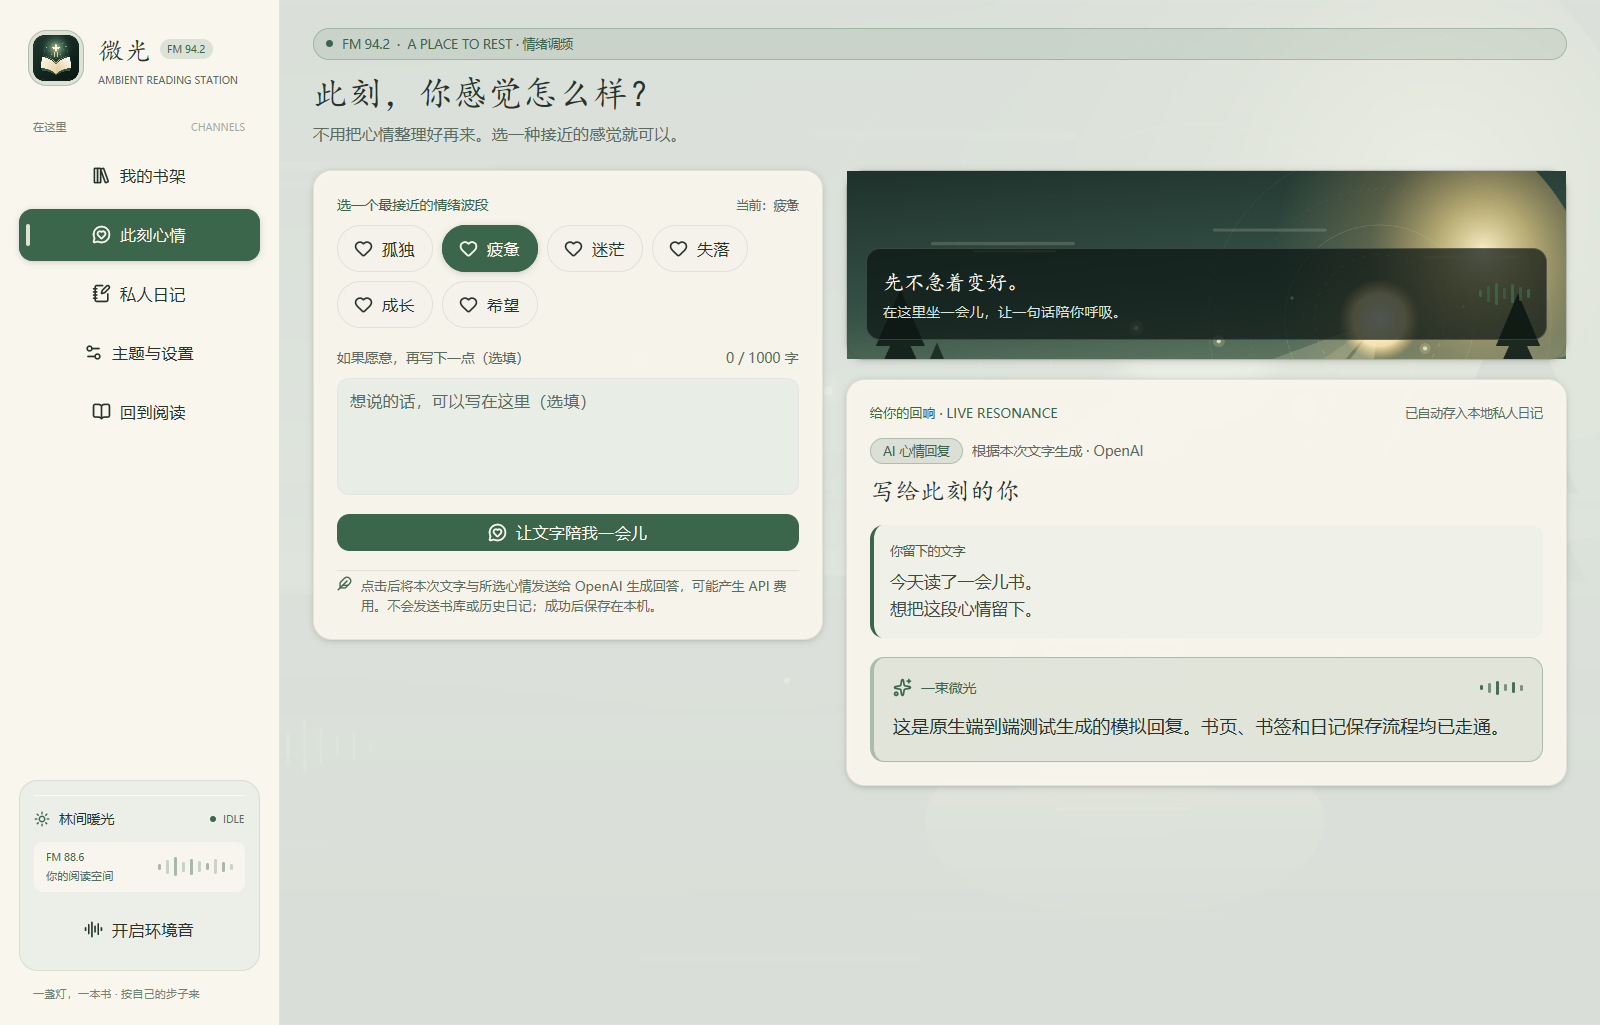 微光 FM 94.2
AMBIENT READING STATION
在这里 CHANNELS
我的书架
此刻心情
私人日记
主题与设置
回到阅读
林间暖光 IDLE
FM 88.6
你的阅读空间
开启环境音
一盏灯，一本书 · 按自己的步子来
FM 94.2 · A PLACE TO REST · 情绪调频
此刻，你感觉怎么样？
不用把心情整理好再来。选一种接近的感觉就可以。
选一个最接近的情绪波段 当前：疲惫
孤独 疲惫 迷茫 失落
成长 希望
如果愿意，再写下一点（选填） 0 / 1000 字
想说的话，可以写在这里（选填）
让文字陪我一会儿
点击后将本次文字与所选心情发送给 OpenAI 生成回答，可能产生 API 费
用。不会发送书库或历史日记；成功后保存在本机。
先不急着变好。
在这里坐一会儿，让一句话陪你呼吸。
给你的回响 · LIVE RESONANCE 已自动存入本地私人日记
AI 心情回复 根据本次文字生成 · OpenAI
写给此刻的你
你留下的文字
今天读了一会儿书。
想把这段心情留下。
一束微光
这是原生端到端测试生成的模拟回复。书页、书签和日记保存流程均已走通。